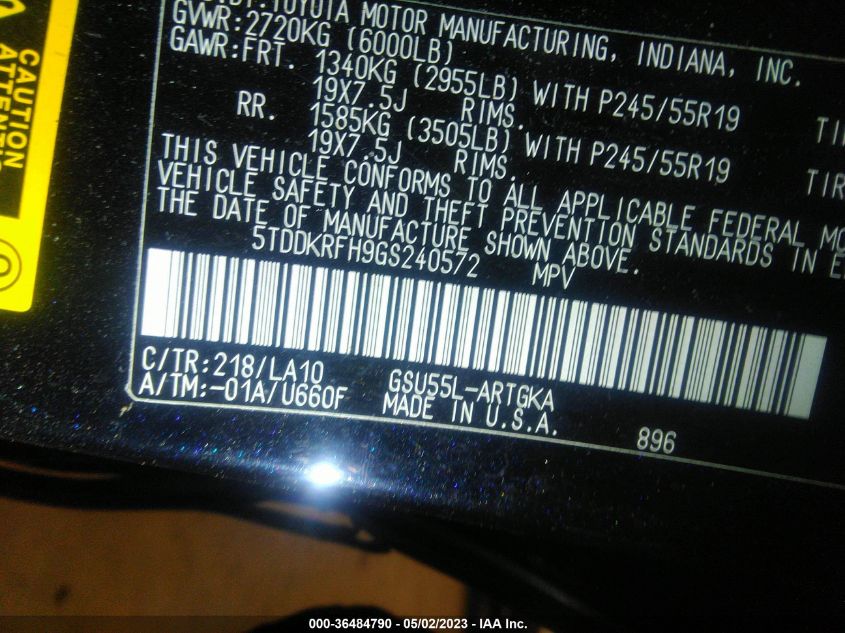 TOYOTA MOTOR MANUFACTURING, INDIANA, INC.
GVWR:2720KG (6000LB)
GAWR:FRT. 1340KG (2955LB) WITH P245/55R19
19X7.5J RIMS.
RR. 1585KG (3505LB) WITH P245/55R19
19X7.5J RIMS.
THIS VEHICLE CONFORMS TO ALL APPLICABLE FEDERAL
VEHICLE SAFETY AND THEFT PREVENTION STANDARDS IN
THE DATE OF MANUFACTURE SHOWN ABOVE.
5TDDKRFH9GS240572 MPV
C/TR:218/LA10 GSU55L-ARTGKA
A/TM:-01A/U660F MADE IN U.S.A.
896
CAUTION
000-36484790 - 05/02/2023 - IAA Inc.